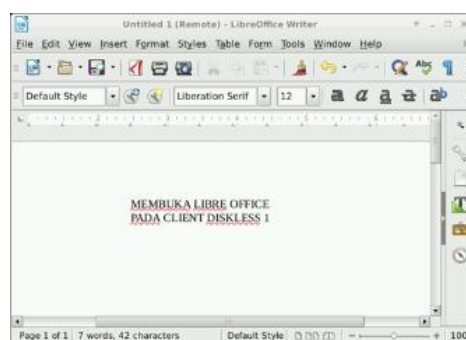 Untitled 1 (Remote) - LibreOffice Writer
File Edit View Insert Format Styles Table Form Tools Window Help
Default Style Liberation Serif 12
MEMBUKA LIBRE OFFICE
PADA CLIENT DISKLESS 1
Page 1 of 1 7 words, 42 characters Default Style 100